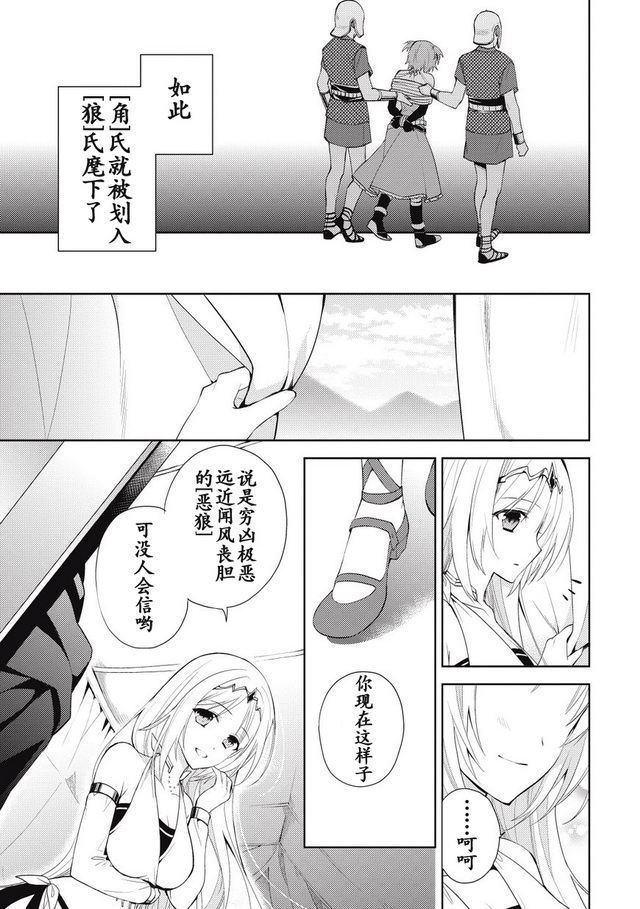 如此
[角]氏就被划入
[狼]氏麾下了
……呵呵
你现在这样子
说是穷凶极恶
远近闻风丧胆
的[恶狼]
可没人会信哟